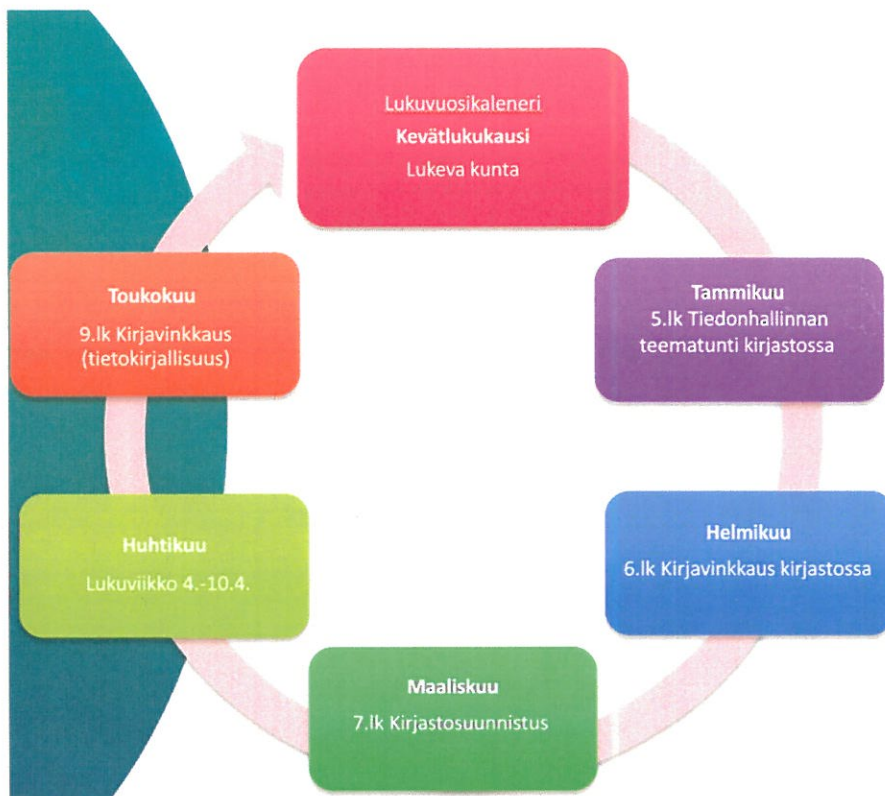 Lukuvuosikaleneri
Kevätlukukausi
Lukeva kunta
Tammikuu
5.lk Tiedonhallinnan
teematunti kirjastossa
Helmikuu
6.lk Kirjavinkkaus kirjastossa
Maaliskuu
7.lk Kirjastosuunnistus
Huhtikuu
Lukuviikko 4.-10.4.
Toukokuu
9.lk Kirjavinkkaus
(tietokirjallisuus)